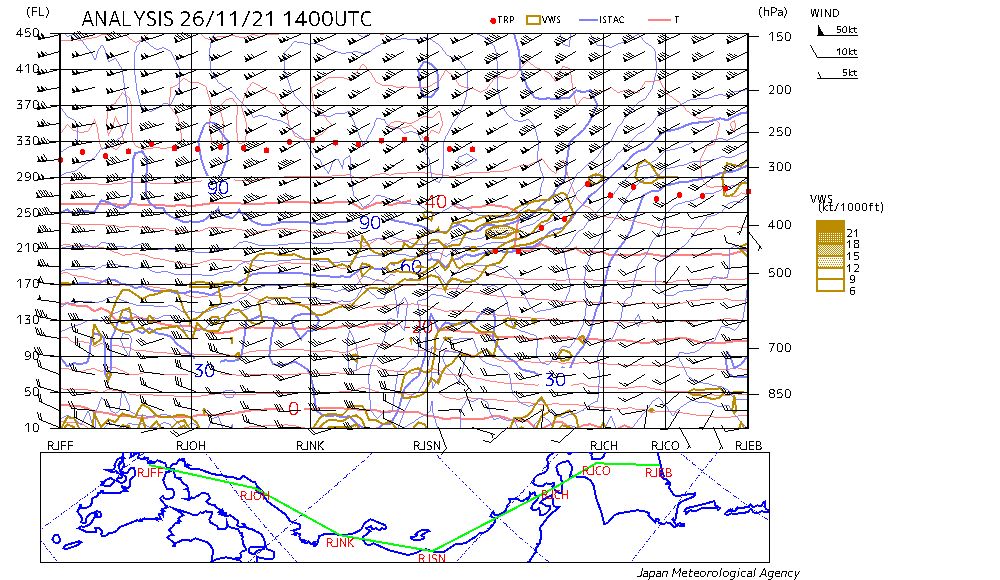 (FL) ANALYSIS 26/11/21 1400UTC TRP VWS ISTAC T (hPa) WIND
450 150 50kt
410 10kt
5kt
370 200
330 250
290 300
90
250 -40
90 400 VWS
(kt/1000ft)
210 21
18
-60 500 15
170 12
9
6
130 -20
700
90 30 30
50 850
0
10
RJFF RJOH RJNK RJSN RJCH RJCO RJEB
RJFF RJCO RJEB
RJOH RJCH
RJNK
RJSN
Japan Meteorological Agency